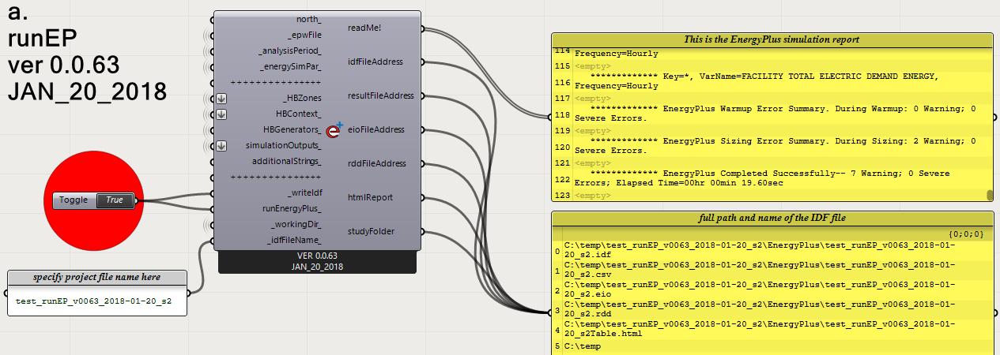 a.
runEP
ver 0.0.63
JAN_20_2018
Toggle True
specify project file name here
test_runEP_v0063_2018-01-20_s2
north_
_epwFile
_analysisPeriod_
_energySimPar_
+++++++++++++++
_HBZones
HBContext_
HBGenerators_
simulationOutputs_
additionalStrings_
+++++++++++++++
_writeIdf
runEnergyPlus_
_workingDir_
_idfFileName_
readMe!
idfFileAddress
resultFileAddress
eioFileAddress
rddFileAddress
htmlReport
studyFolder
VER 0.0.63
JAN_20_2018
This is the EnergyPlus simulation report
114
Frequency=Hourly
115 <empty>
************* Key=*, VarName=FACILITY TOTAL ELECTRIC DEMAND ENERGY,
116
Frequency=Hourly
117 <empty>
************* EnergyPlus Warmup Error Summary. During Warmup: 0 Warning; 0
118
Severe Errors.
119 <empty>
************* EnergyPlus Sizing Error Summary. During Sizing: 2 Warning; 0
120
Severe Errors.
121 <empty>
************* EnergyPlus Completed Successfully-- 7 Warning; 0 Severe
122
Errors; Elapsed Time=00hr 00min 19.60sec
123 <empty>
full path and name of the IDF file
{0;0;0}
0 C:\temp\test_runEP_v0063_2018-01-20_s2\EnergyPlus\test_runEP_v0063_2018-01-
20_s2.idf
1 C:\temp\test_runEP_v0063_2018-01-20_s2\EnergyPlus\test_runEP_v0063_2018-01-
20_s2.csv
2 C:\temp\test_runEP_v0063_2018-01-20_s2\EnergyPlus\test_runEP_v0063_2018-01-
20_s2.eio
3 C:\temp\test_runEP_v0063_2018-01-20_s2\EnergyPlus\test_runEP_v0063_2018-01-
20_s2.rdd
4 C:\temp\test_runEP_v0063_2018-01-20_s2\EnergyPlus\test_runEP_v0063_2018-01-
20_s2Table.html
5 C:\temp